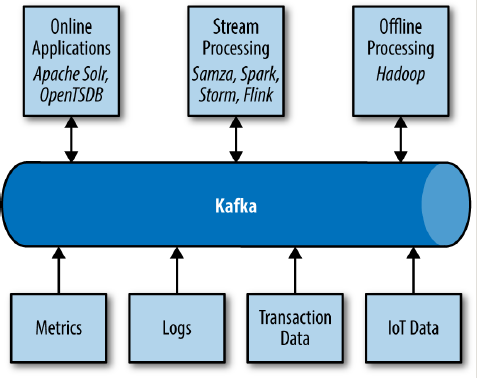 Online
Applications
Apache Solr,
OpenTSDB
Stream
Processing
Samza, Spark,
Storm, Flink
Offline
Processing
Hadoop
Kafka
Metrics
Logs
Transaction
Data
IoT Data